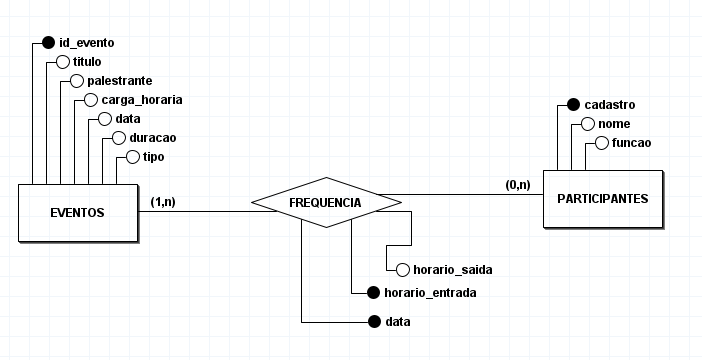 id_evento
titulo
palestrante
carga_horaria
data
duracao
tipo
EVENTOS
(1,n)
FREQUENCIA
(0,n)
cadastro
nome
funcao
PARTICIPANTES
horario_saida
horario_entrada
data